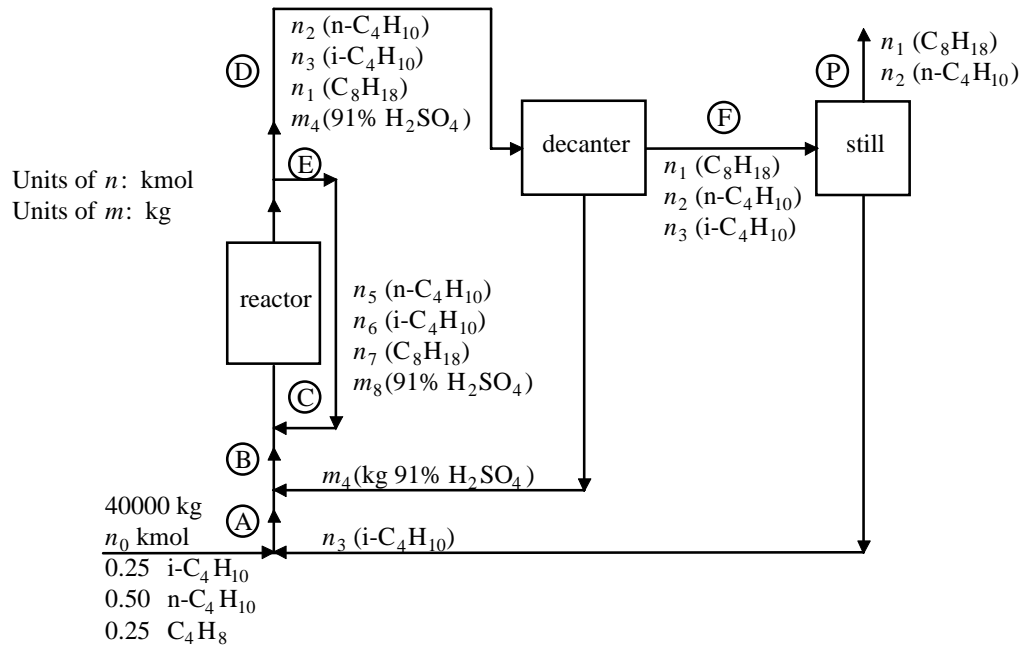 n₂ (n-C₄H₁₀)
n₃ (i-C₄H₁₀)
n₁ (C₈H₁₈)
m₄(91% H₂SO₄)
D
P
n₁ (C₈H₁₈)
n₂ (n-C₄H₁₀)
decanter
F
still
n₁ (C₈H₁₈)
n₂ (n-C₄H₁₀)
n₃ (i-C₄H₁₀)
E
Units of n: kmol
Units of m: kg
reactor
n₅ (n-C₄H₁₀)
n₆ (i-C₄H₁₀)
n₇ (C₈H₁₈)
m₈(91% H₂SO₄)
C
B
m₄(kg 91% H₂SO₄)
A
n₃ (i-C₄H₁₀)
40000 kg
n₀ kmol
0.25 i-C₄H₁₀
0.50 n-C₄H₁₀
0.25 C₄H₈